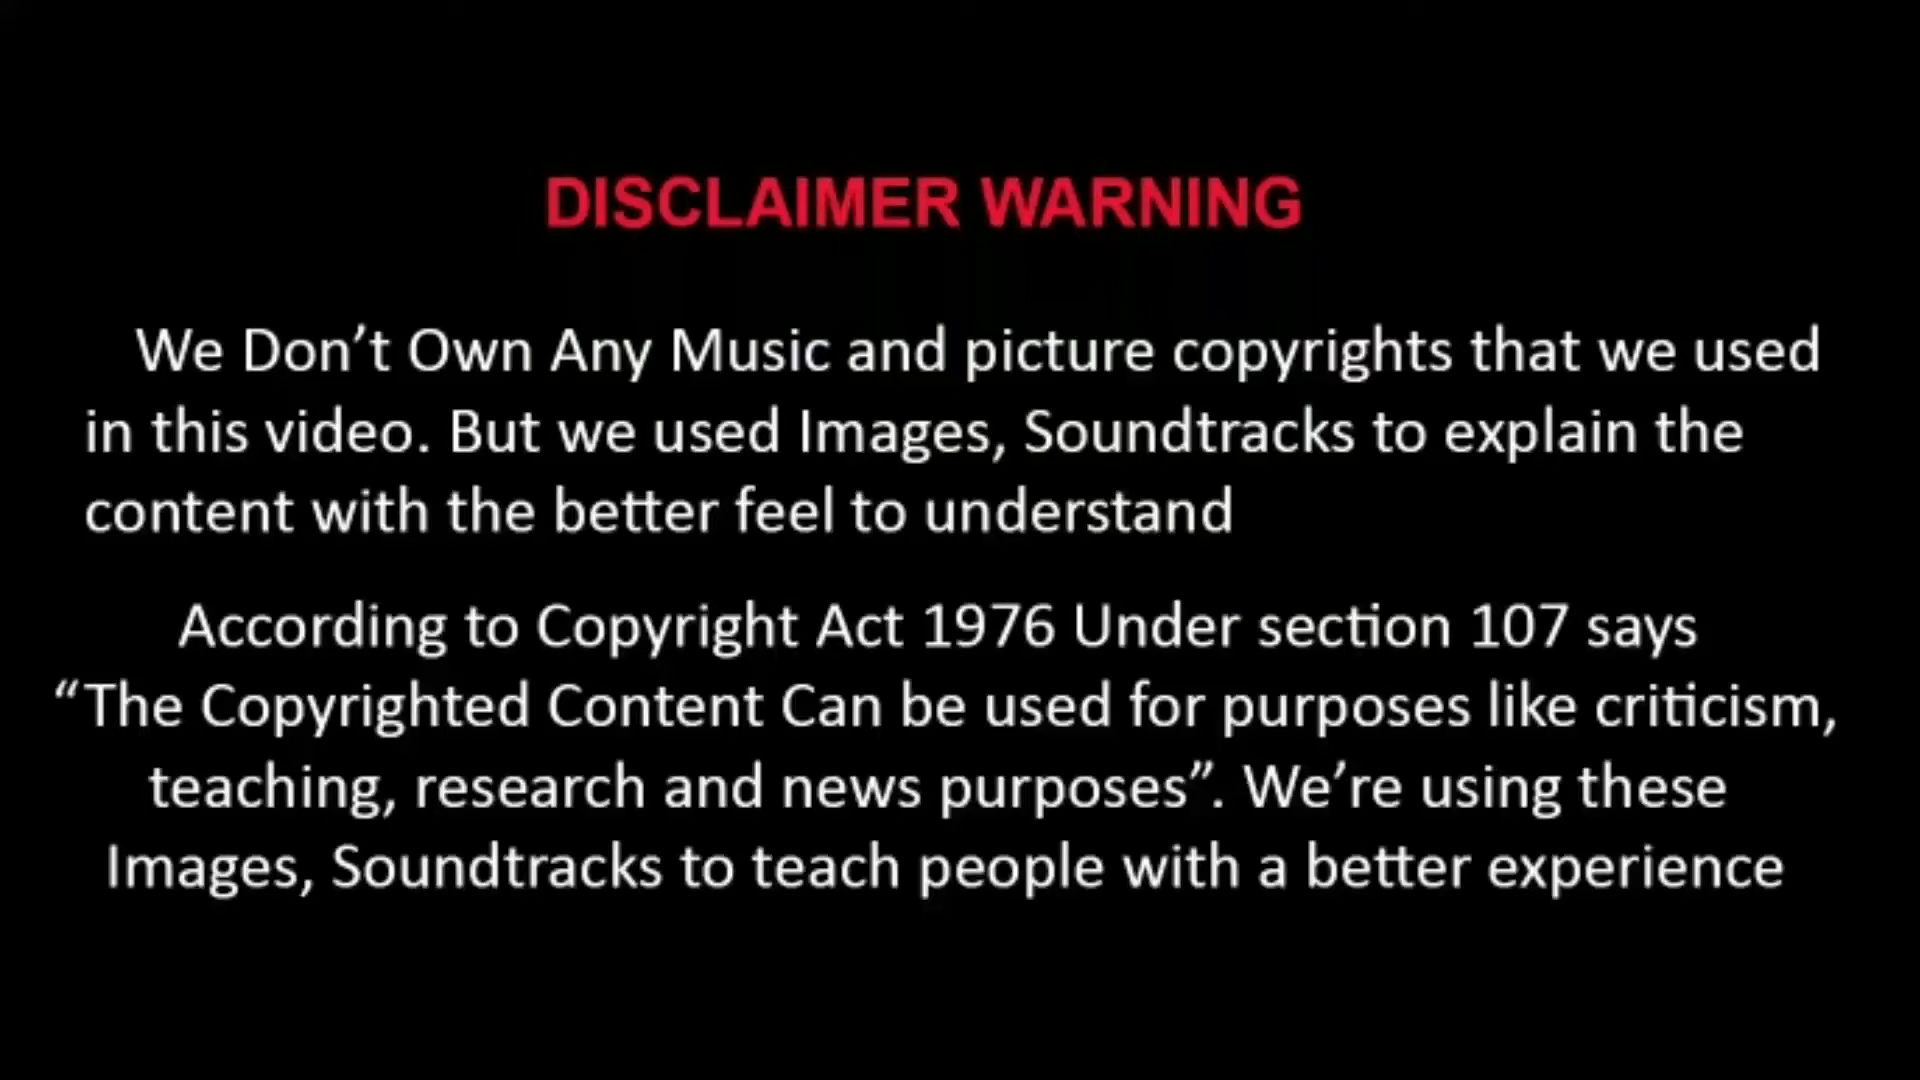 DISCLAIMER WARNING
We Don’t Own Any Music and picture copyrights that we used
in this video. But we used Images, Soundtracks to explain the
content with the better feel to understand
According to Copyright Act 1976 Under section 107 says
“The Copyrighted Content Can be used for purposes like criticism,
teaching, research and news purposes”. We’re using these
Images, Soundtracks to teach people with a better experience